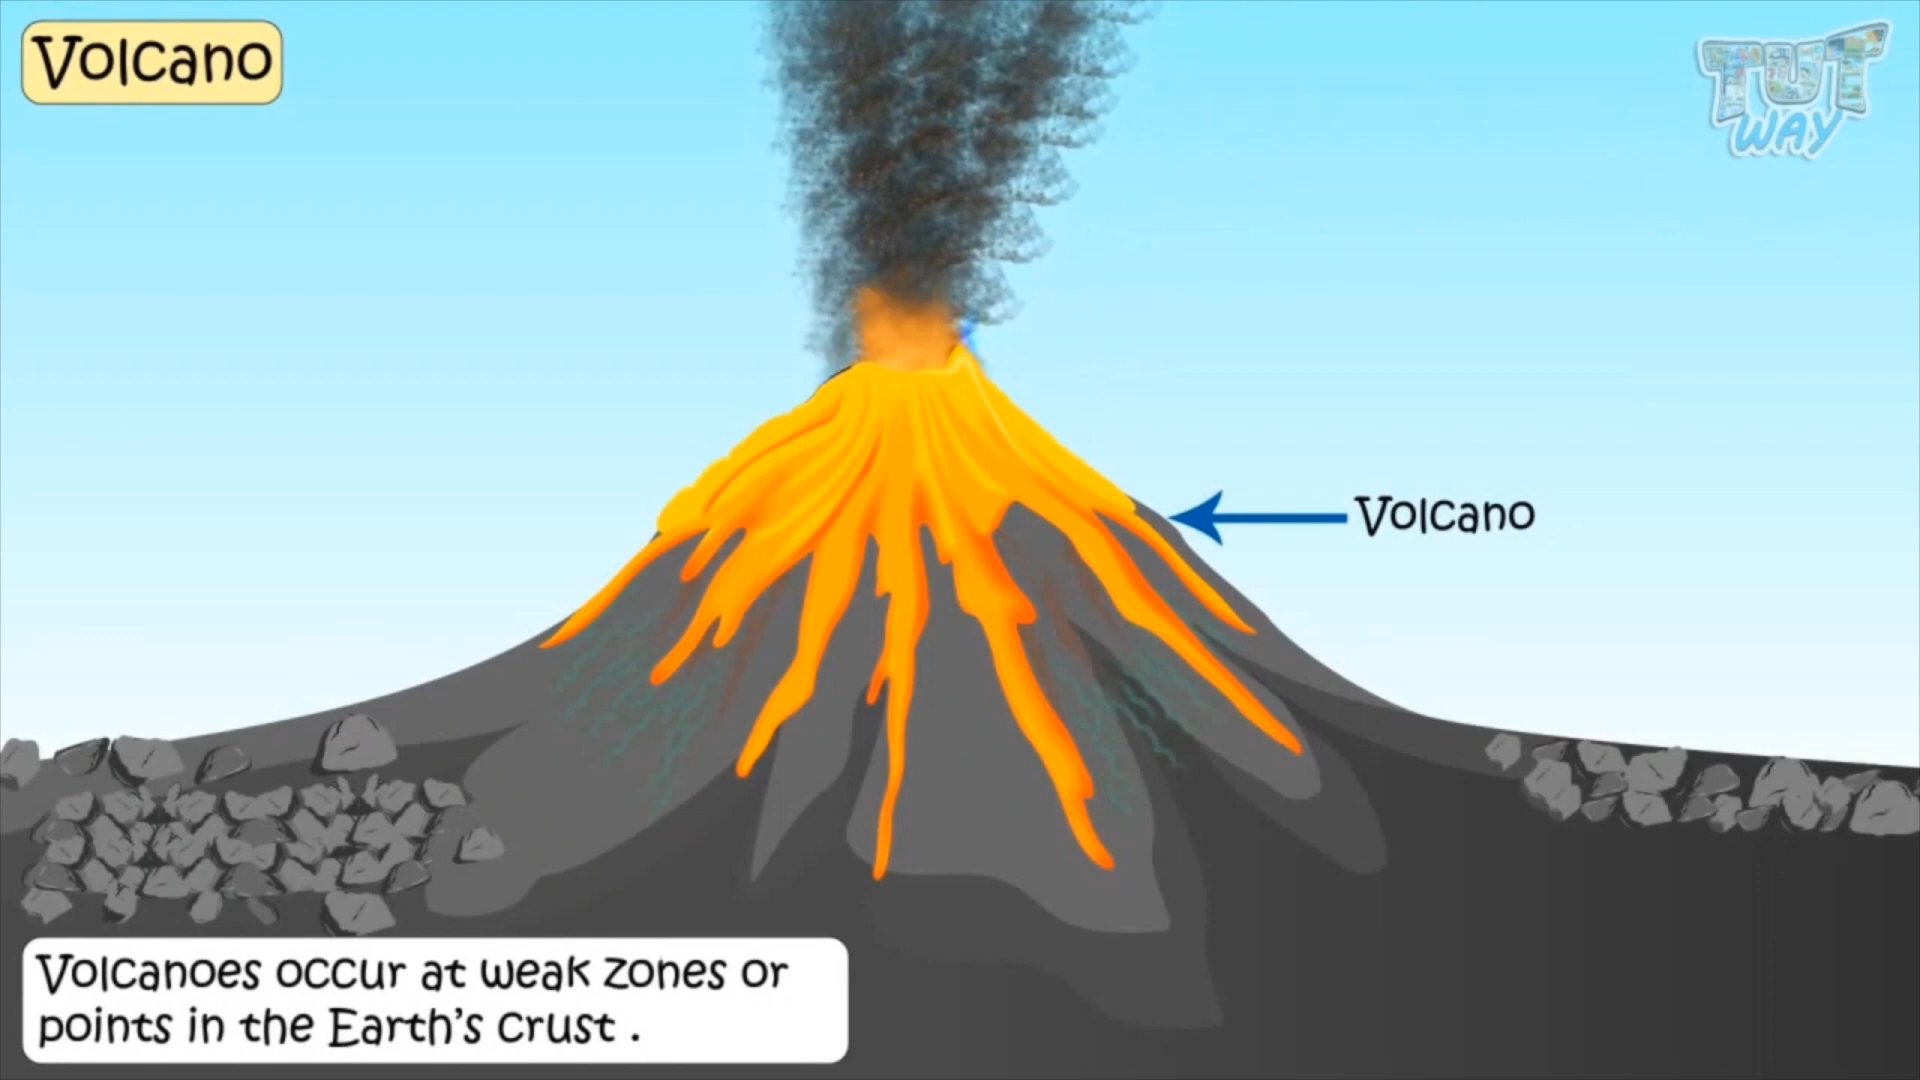 Volcano
TUT
WAY
Volcano
Volcanoes occur at weak zones or
points in the Earth's crust .